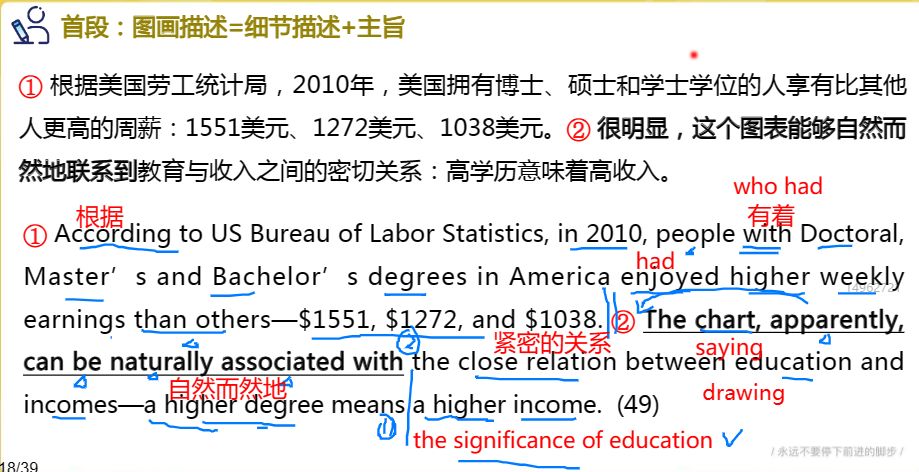 首段：图画描述=细节描述+主旨
① 根据美国劳工统计局，2010年，美国拥有博士、硕士和学士学位的人享有比其他
人更高的周薪：1551美元、1272美元、1038美元。② 很明显，这个图表能够自然而
然地联系到教育与收入之间的密切关系：高学历意味着高收入。
who had
根据
有着
① According to US Bureau of Labor Statistics, in 2010, people with Doctoral,
had
Master’s and Bachelor’s degrees in America enjoyed higher weekly
earnings than others—$1551, $1272, and $1038. ② The chart, apparently,
② 紧密的关系
saying
can be naturally associated with the close relation between education and
自然而然地
drawing
incomes—a higher degree means a higher income. (49)
①
the significance of education
/ 永远不要停下前进的脚步 /
18/39